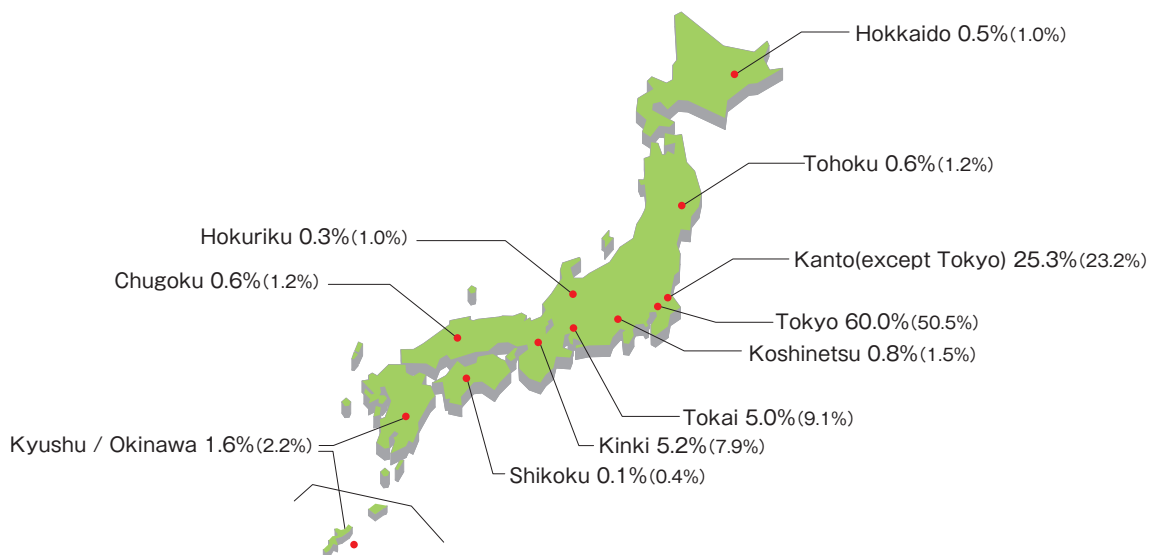 Hokkaido 0.5%(1.0%)
Tohoku 0.6%(1.2%)
Hokuriku 0.3%(1.0%)
Kanto(except Tokyo) 25.3%(23.2%)
Chugoku 0.6%(1.2%)
Tokyo 60.0%(50.5%)
Koshinetsu 0.8%(1.5%)
Tokai 5.0%(9.1%)
Kyushu / Okinawa 1.6%(2.2%)
Kinki 5.2%(7.9%)
Shikoku 0.1%(0.4%)